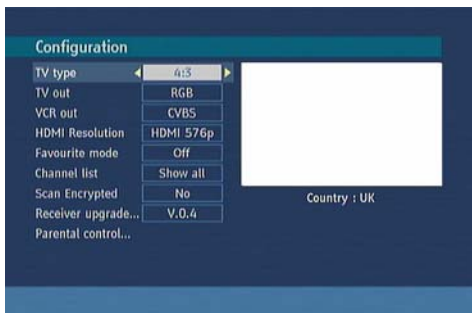 Configuration
TV type 4:3
TV out RGB
VCR out CVBS
HDMI Resolution HDMI 576p
Favourite mode Off
Channel list Show all
Scan Encrypted No
Receiver upgrade... V.0.4
Parental control...
Country : UK